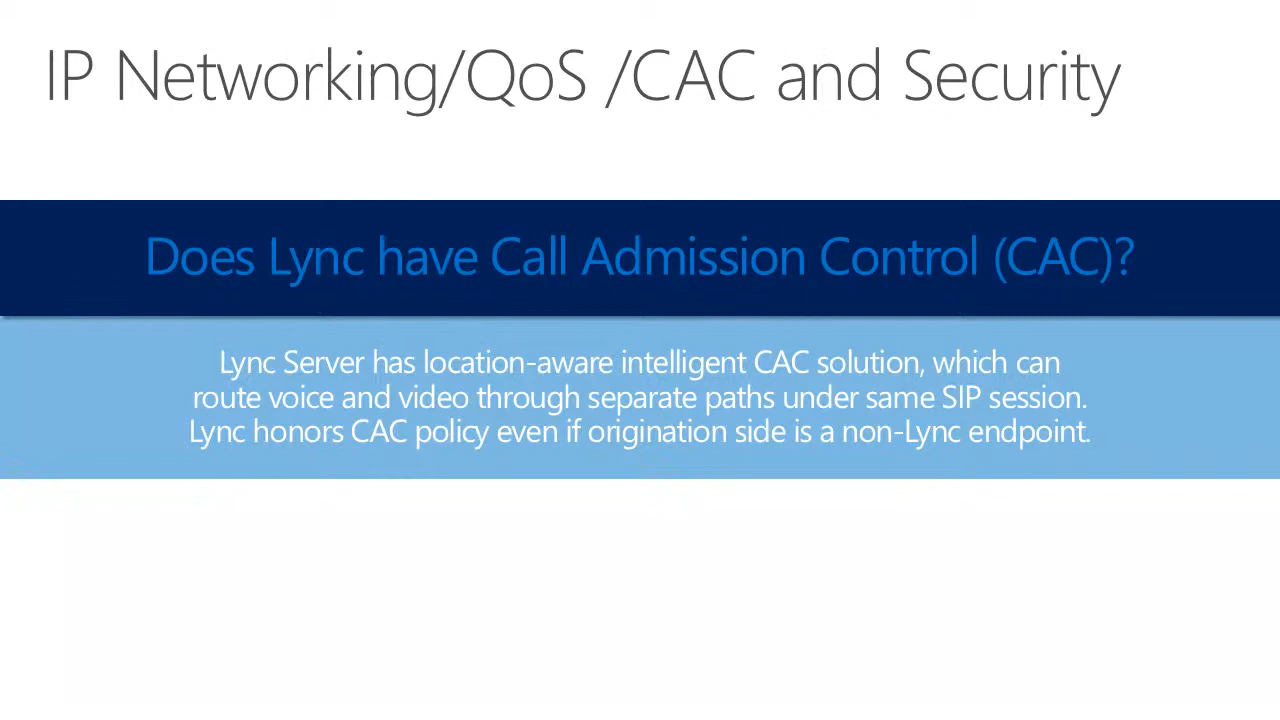 IP Networking/QoS /CAC and Security
Does Lync have Call Admission Control (CAC)?
Lync Server has location-aware intelligent CAC solution, which can
route voice and video through separate paths under same SIP session.
Lync honors CAC policy even if origination side is a non-Lync endpoint.